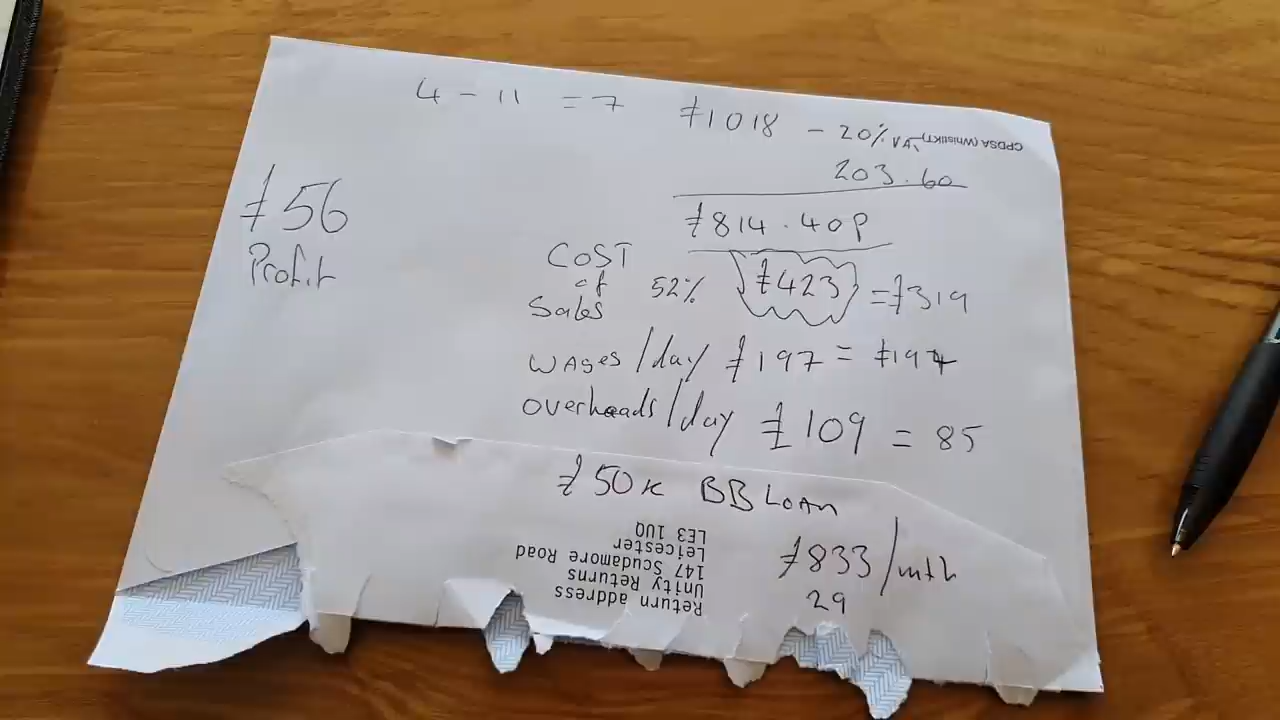 4 - 11 = 7 £1018 - 20% VAT
CPDSA (WhistlKT)
203.60
£814.40p
£56
Profit
COST
of
Sales 52% £423 = £319
WAGES/day £197 =
overheads/day £109 = 85
£50K BB Loan
£833/mth
29
Return address
Unity Returns
147 Scudamore Road
Leicester
LE3 1UQ